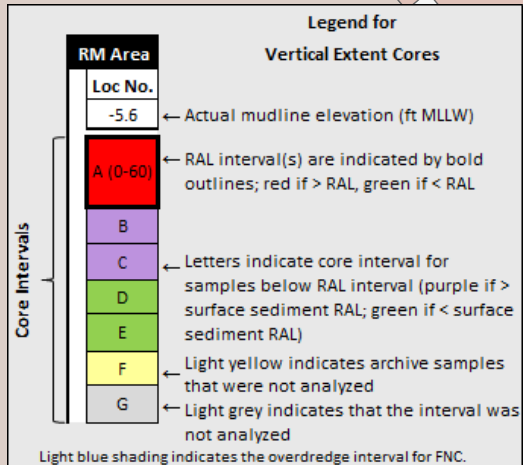 Legend for
Vertical Extent Cores
RM Area
Loc No.
-5.6
Actual mudline elevation (ft MLLW)
A (0-60)
RAL interval(s) are indicated by bold
outlines; red if > RAL, green if < RAL
Core Intervals
B
C
D
E
F
G
Letters indicate core interval for
samples below RAL interval (purple if >
surface sediment RAL; green if < surface
sediment RAL)
Light yellow indicates archive samples
that were not analyzed
Light grey indicates that the interval was
not analyzed
Light blue shading indicates the overdredge interval for FNC.